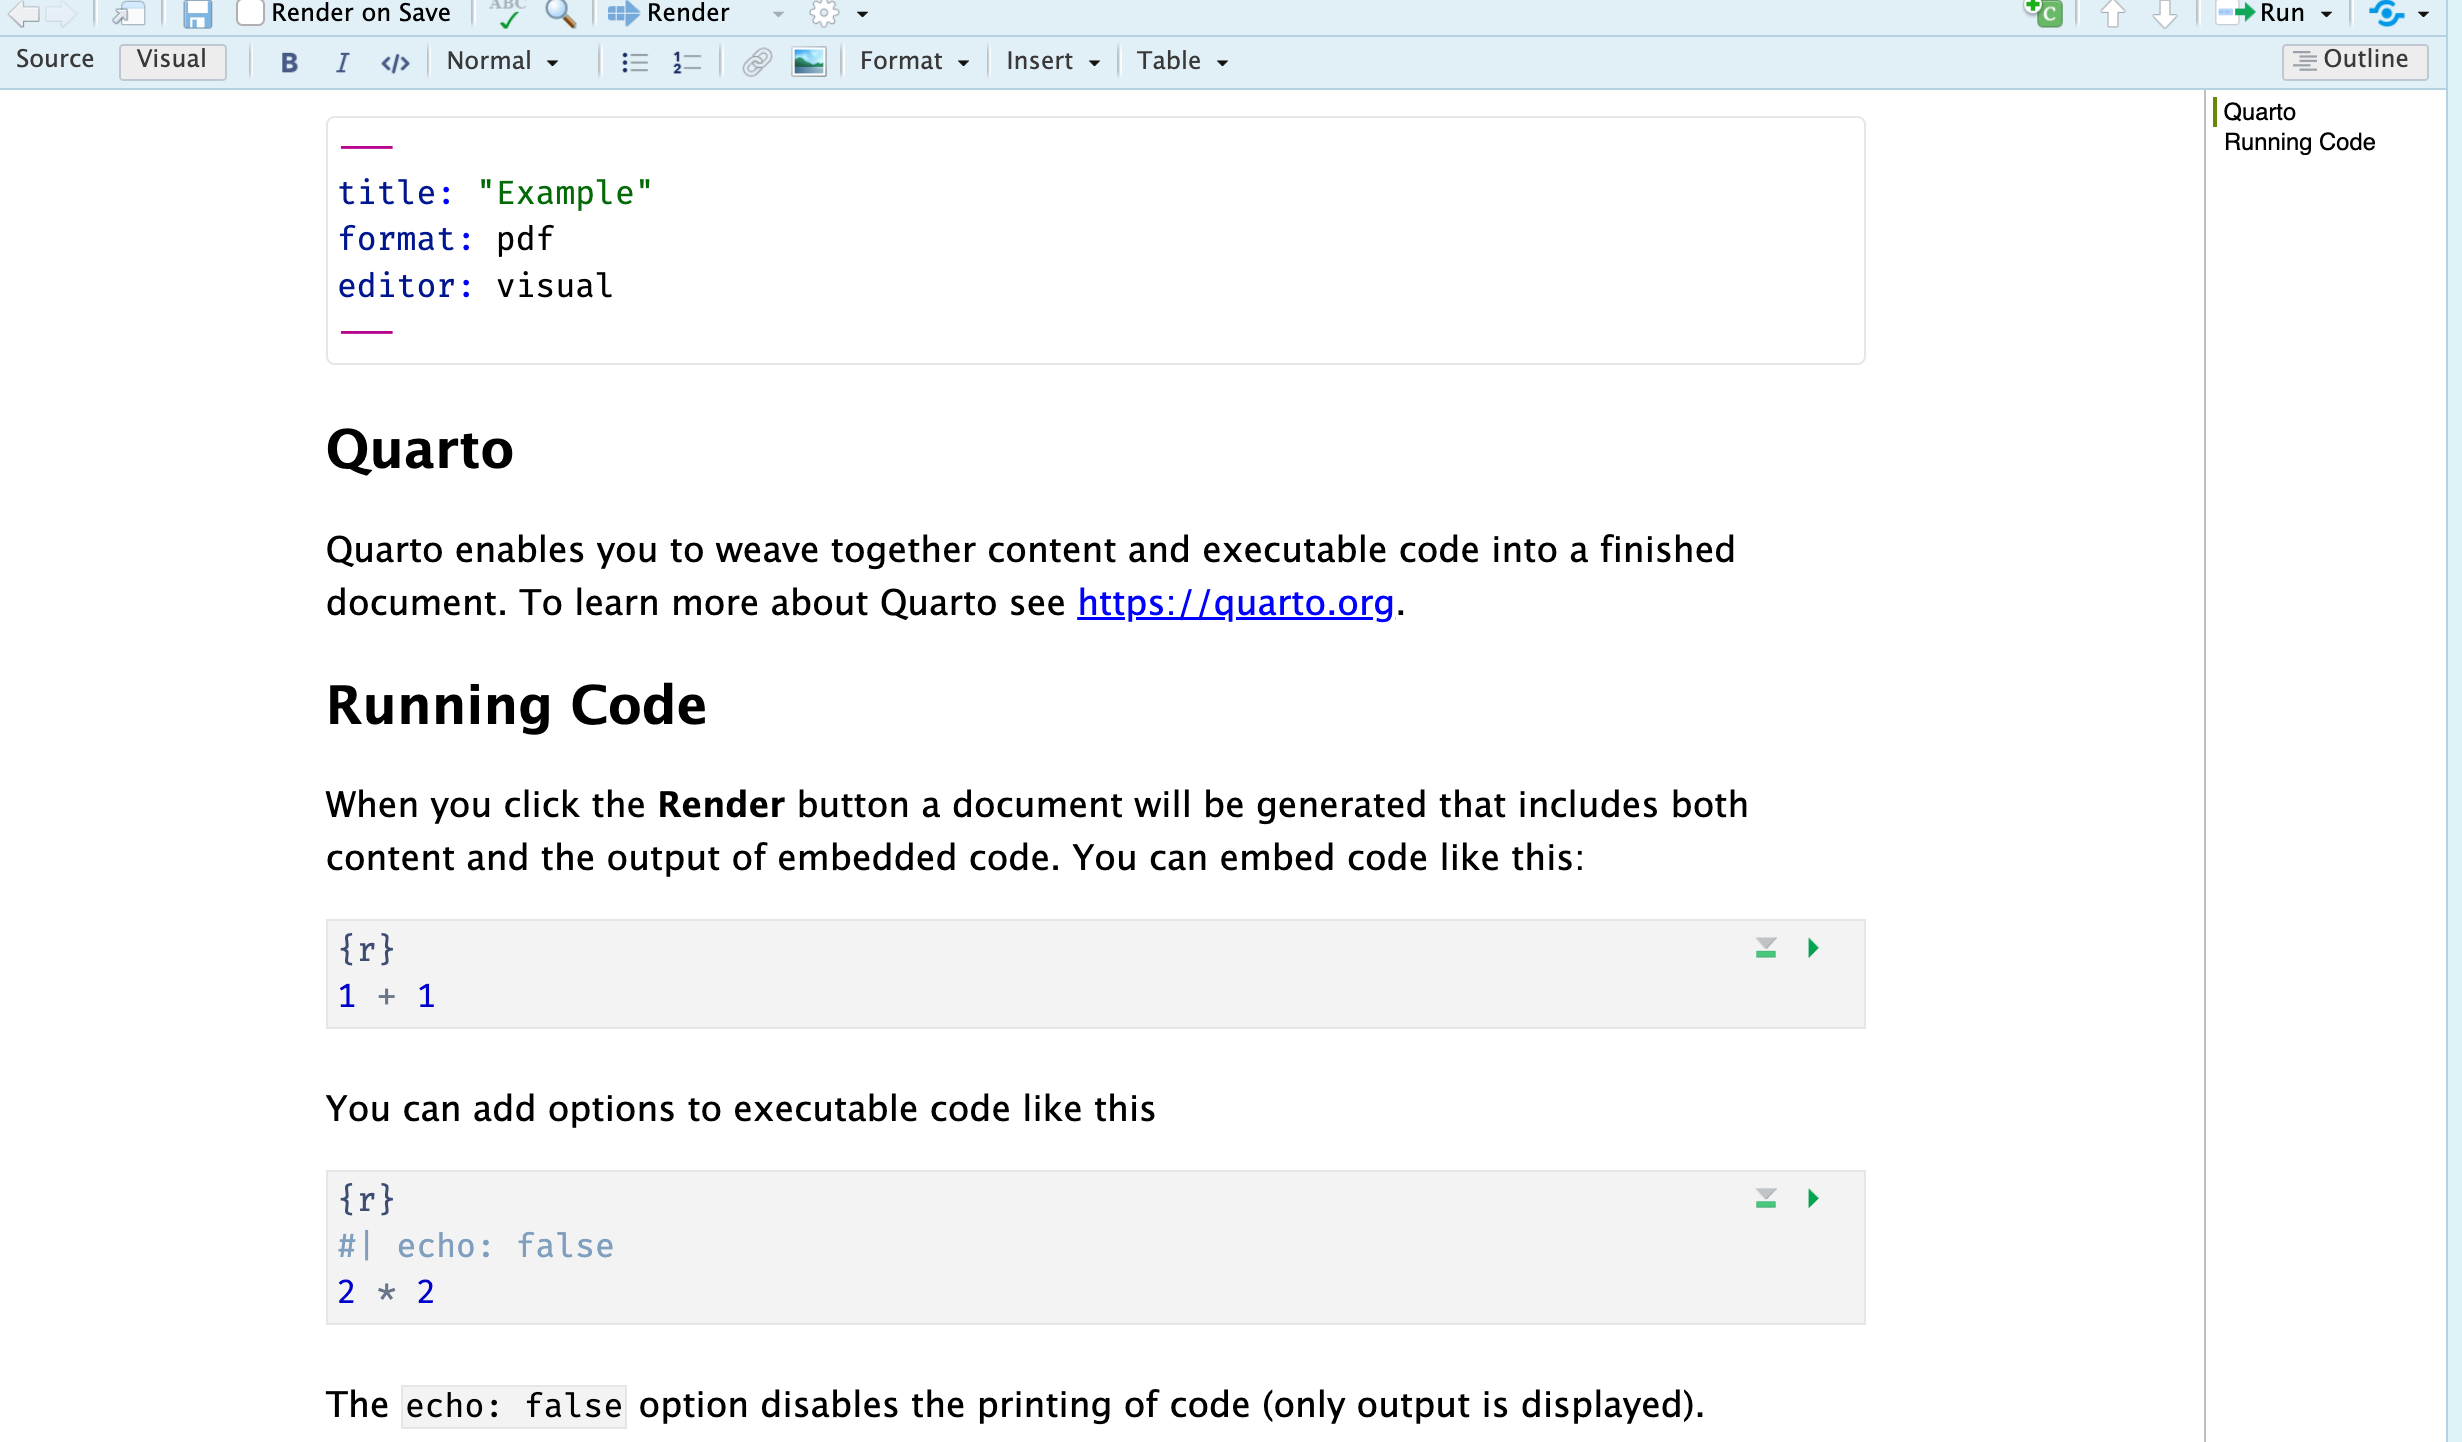 Render on Save ABC Render C Run
Source Visual B I </> Normal 1 2 Format Insert Table Outline
Quarto
Running Code
---
title: "Example"
format: pdf
editor: visual
---
Quarto
Quarto enables you to weave together content and executable code into a finished
document. To learn more about Quarto see https://quarto.org.
Running Code
When you click the Render button a document will be generated that includes both
content and the output of embedded code. You can embed code like this:
{r}
1 + 1
You can add options to executable code like this
{r}
#| echo: false
2 * 2
The echo: false option disables the printing of code (only output is displayed).